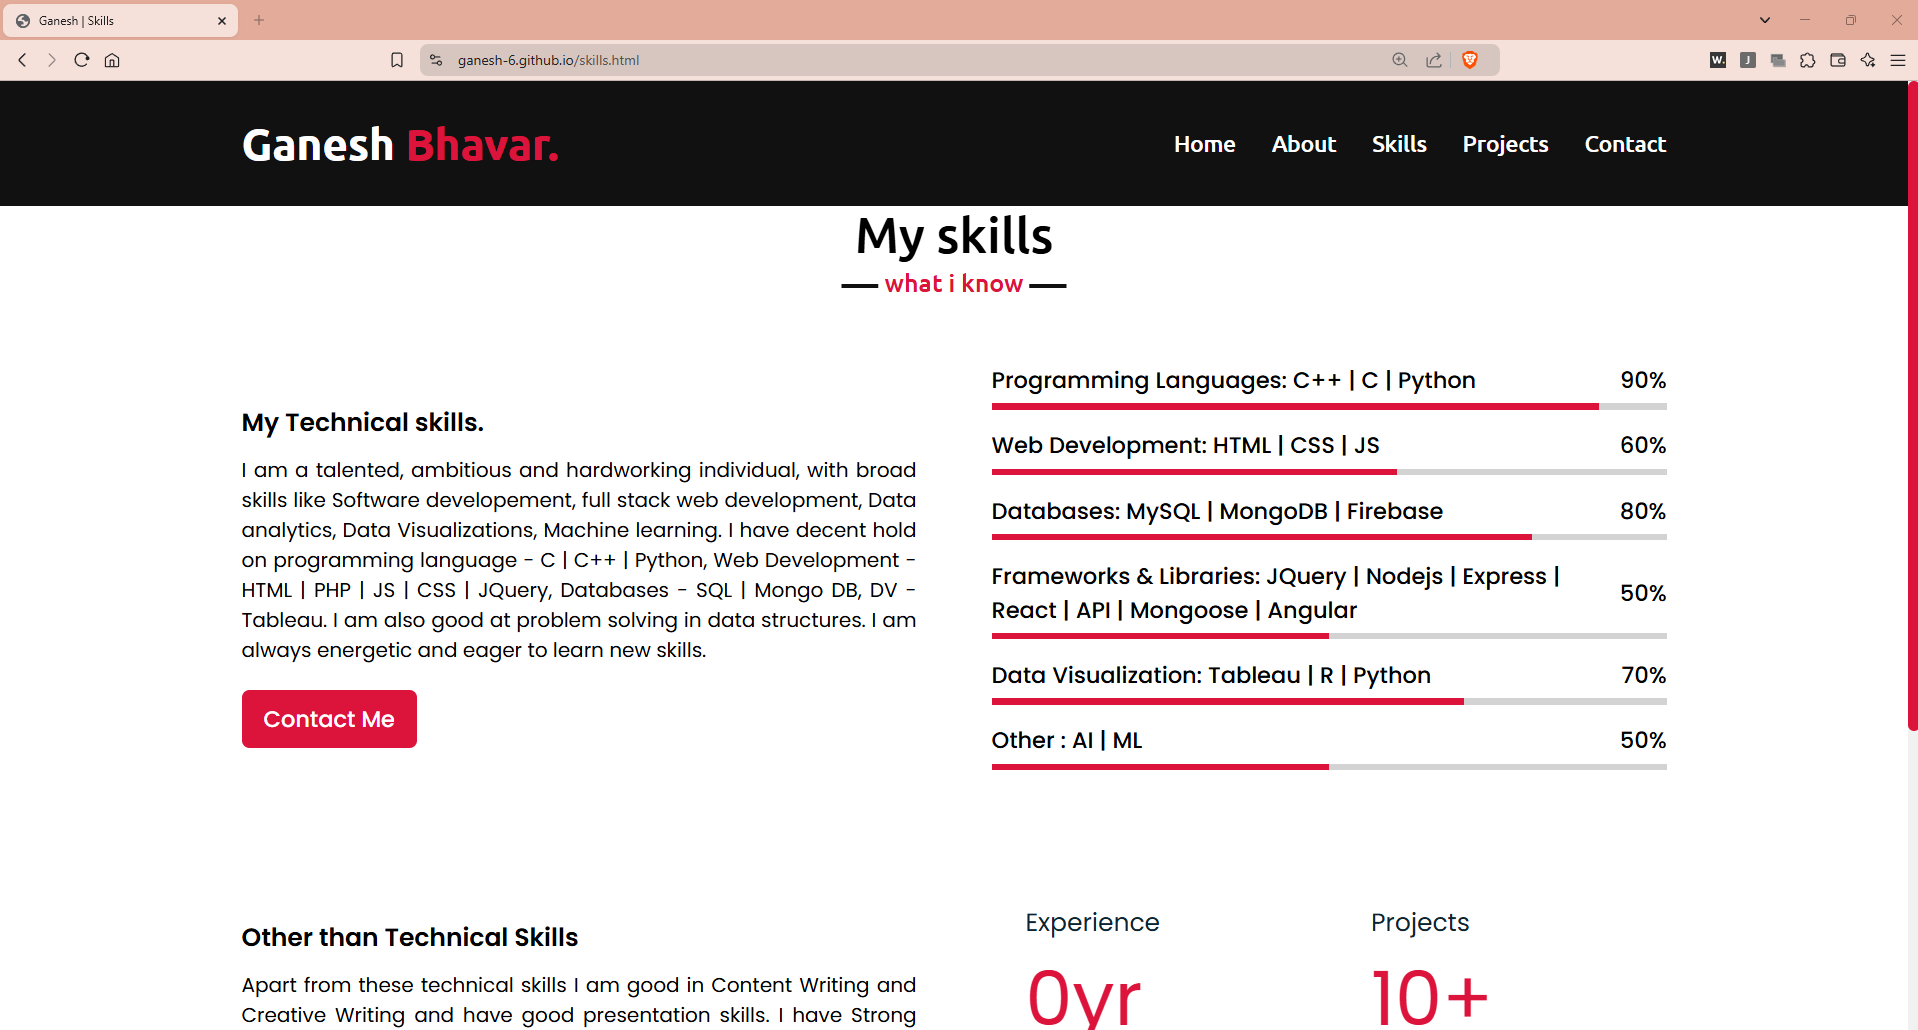 Ganesh | Skills
ganesh-6.github.io/skills.html
W.
J
Ganesh Bhavar.
Home About Skills Projects Contact
My skills
what i know
My Technical skills.
I am a talented, ambitious and hardworking individual, with broad
skills like Software developement, full stack web development, Data
analytics, Data Visualizations, Machine learning. I have decent hold
on programming language - C | C++ | Python, Web Development -
HTML | PHP | JS | CSS | JQuery, Databases - SQL | Mongo DB, DV -
Tableau. I am also good at problem solving in data structures. I am
always energetic and eager to learn new skills.
Contact Me
Programming Languages: C++ | C | Python 90%
Web Development: HTML | CSS | JS 60%
Databases: MySQL | MongoDB | Firebase 80%
Frameworks & Libraries: JQuery | Nodejs | Express |
React | API | Mongoose | Angular 50%
Data Visualization: Tableau | R | Python 70%
Other : AI | ML 50%
Other than Technical Skills
Apart from these technical skills I am good in Content Writing and
Creative Writing and have good presentation skills. I have Strong
Experience Projects
0yr 10+